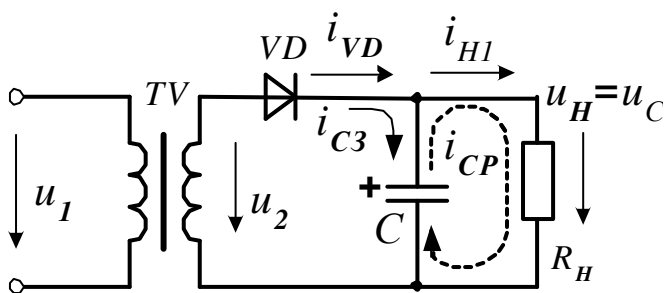 VD
i_VD
i_H1
TV
u_H=u_C
i_C3
i_CP
u_1
u_2
+
C
R_H